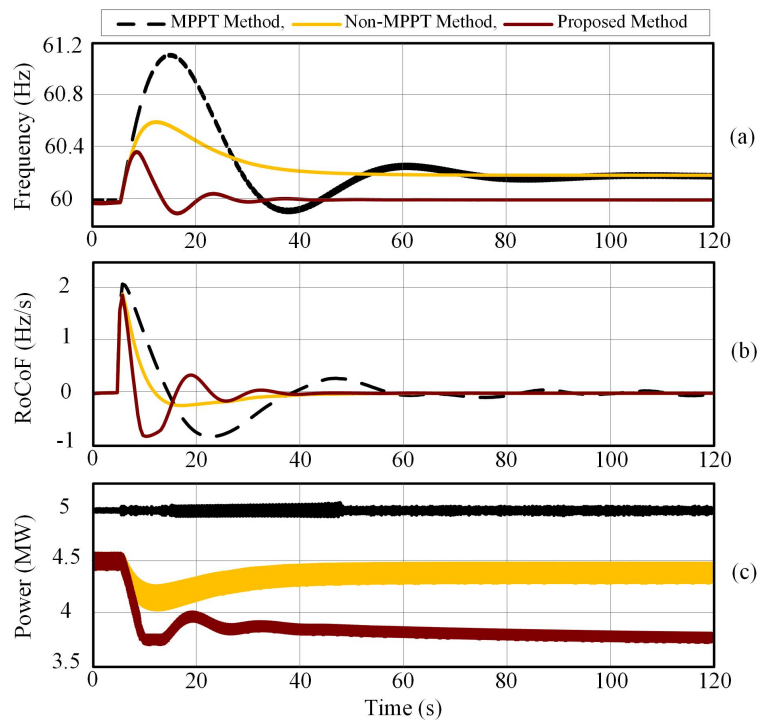 MPPT Method, Non-MPPT Method, Proposed Method
Frequency (Hz)
61.2
60.8
60.4
60
0 20 40 60 80 100 120
(a)
RoCoF (Hz/s)
2
1
0
-1
0 20 40 60 80 100 120
(b)
Power (MW)
5
4.5
4
3.5
0 20 40 60 80 100 120
(c)
Time (s)